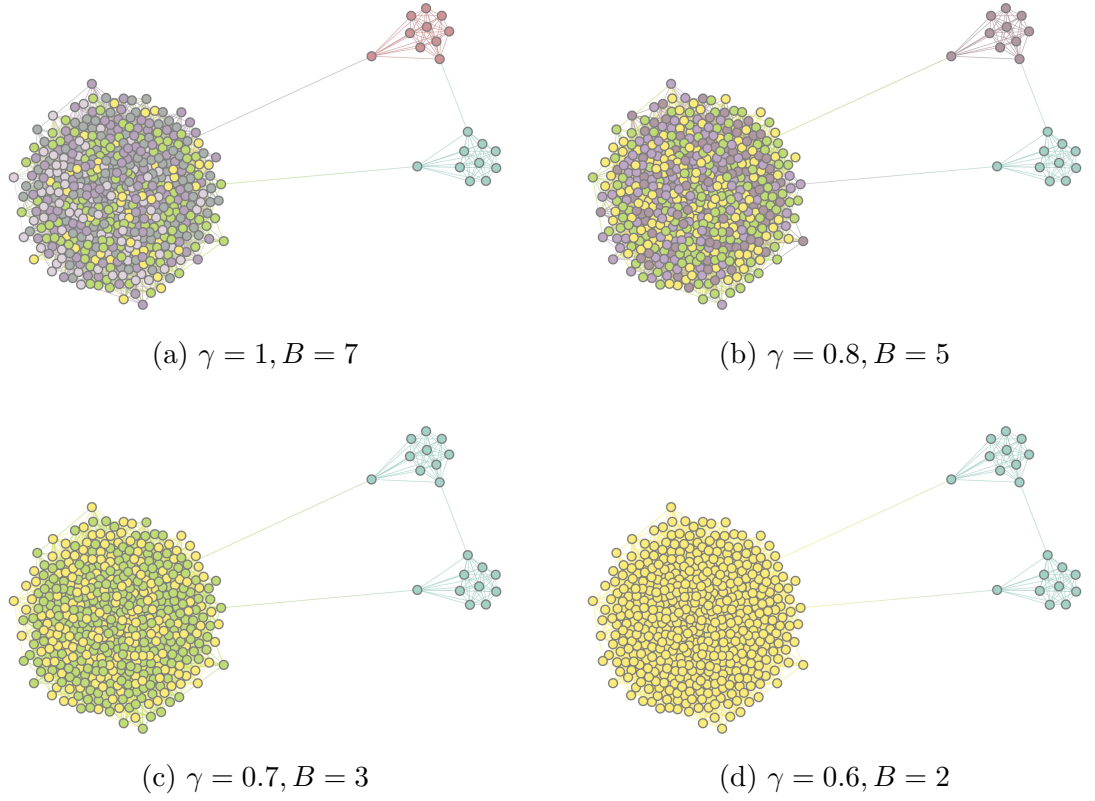 (a) γ = 1, B = 7
(b) γ = 0.8, B = 5
(c) γ = 0.7, B = 3
(d) γ = 0.6, B = 2